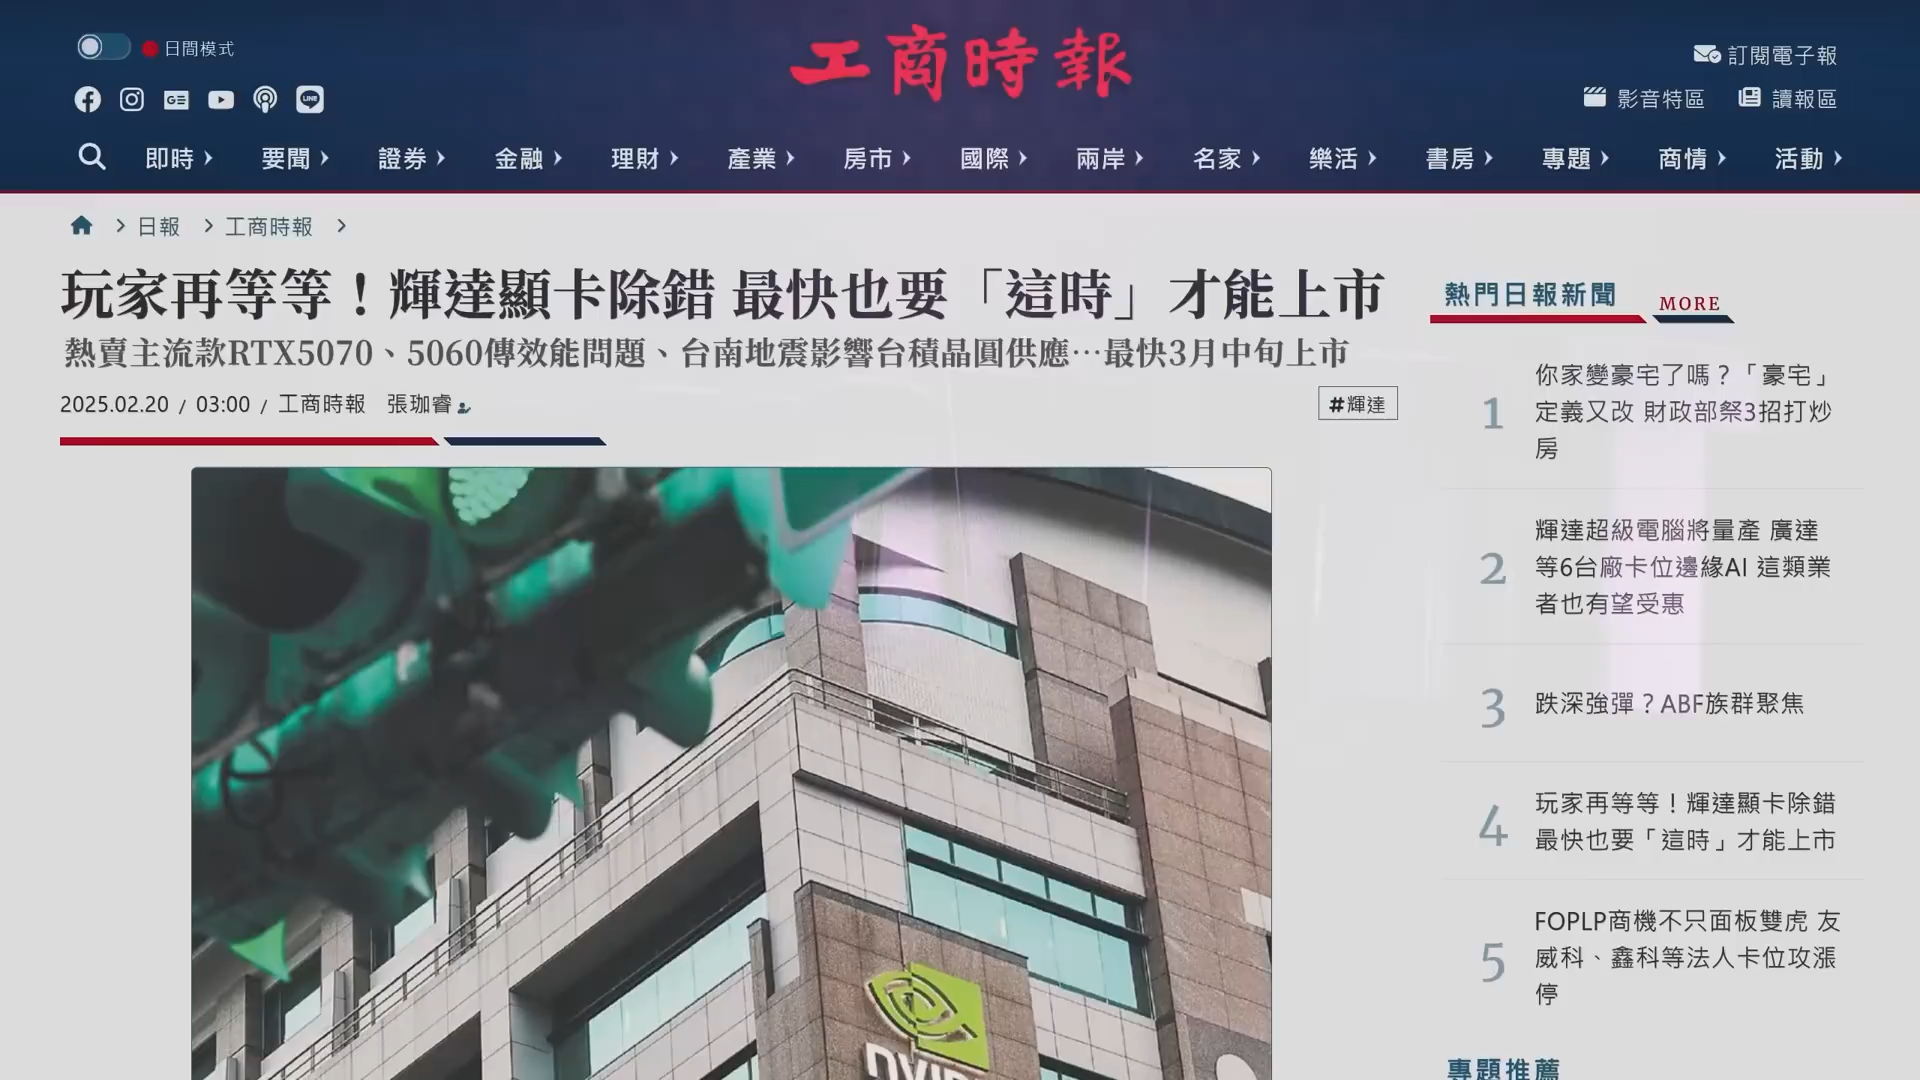 日間模式
工商時報
訂閱電子報
影音特區 讀報區
即時 要聞 證券 金融 理財 產業 房市 國際 兩岸 名家 樂活 書房 專題 商情 活動
日報 工商時報
玩家再等等！輝達顯卡除錯 最快也要「這時」才能上市
熱賣主流款RTX5070、5060傳效能問題、台南地震影響台積晶圓供應…最快3月中旬上市
2025.02.20 / 03:00 / 工商時報 張珈睿
#輝達
熱門日報新聞 MORE
1
你家變豪宅了嗎？「豪宅」
定義又改 財政部祭3招打炒
房
2
輝達超級電腦將量產 廣達
等6台廠卡位邊緣AI 這類業
者也有望受惠
3
跌深強彈？ABF族群聚焦
4
玩家再等等！輝達顯卡除錯
最快也要「這時」才能上市
5
FOPLP商機不只面板雙虎 友
威科、鑫科等法人卡位攻漲
停
專題推薦